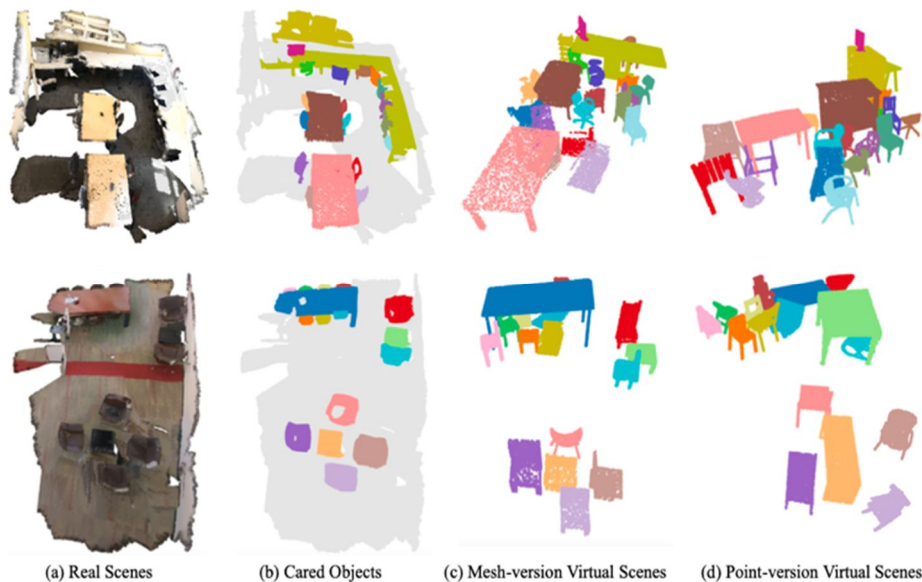 (a) Real Scenes
(b) Cared Objects
(c) Mesh-version Virtual Scenes
(d) Point-version Virtual Scenes